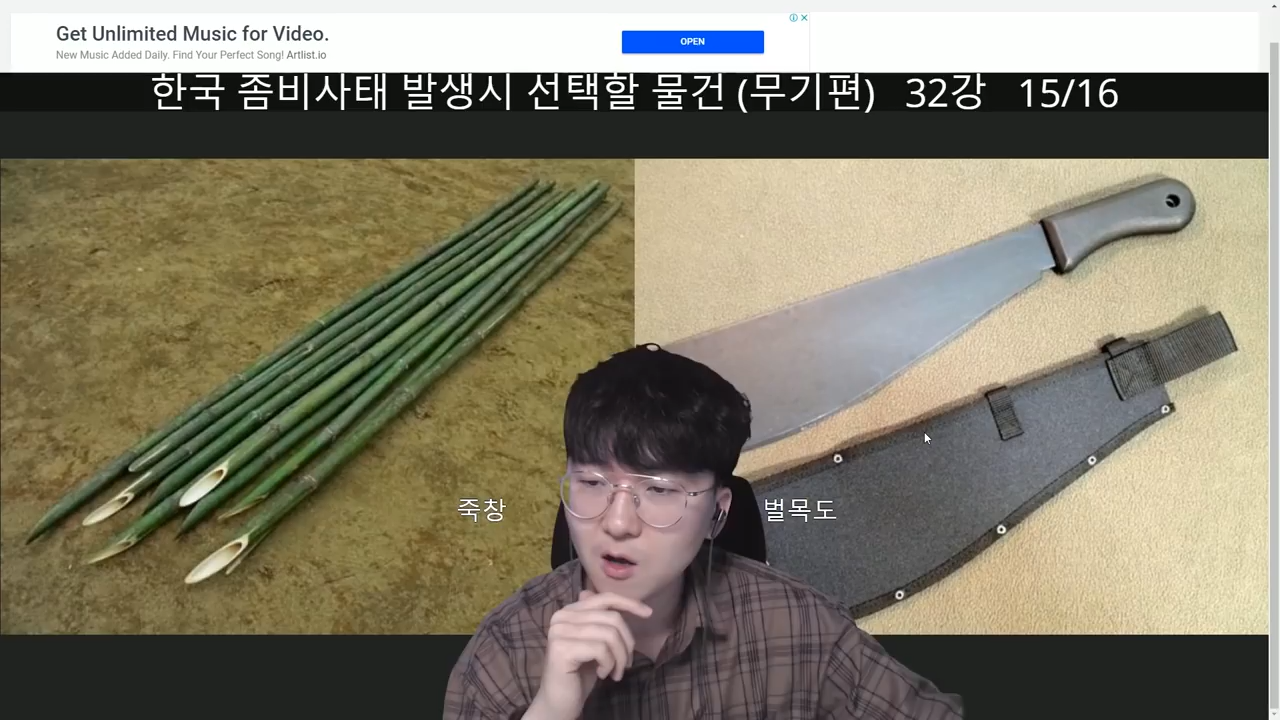 Get Unlimited Music for Video.
New Music Added Daily. Find Your Perfect Song! Artlist.io
OPEN
한국 좀비사태 발생시 선택할 물건 (무기편) 32강 15/16
죽창
벌목도